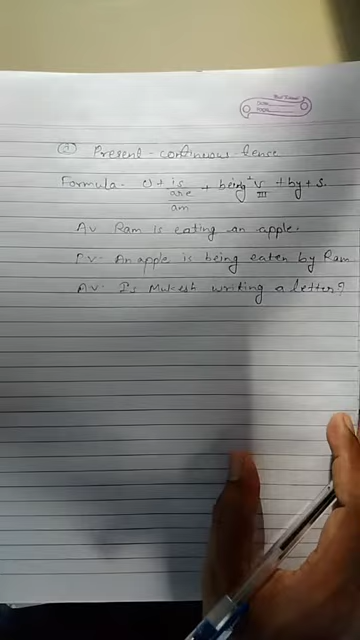 ② Present-continuous tense
Formula- O + is/are/am + being + V III + by + S.
AV Ram is eating an apple.
PV- An apple is being eaten by Ram
AV- Is Mukesh writing a letter?